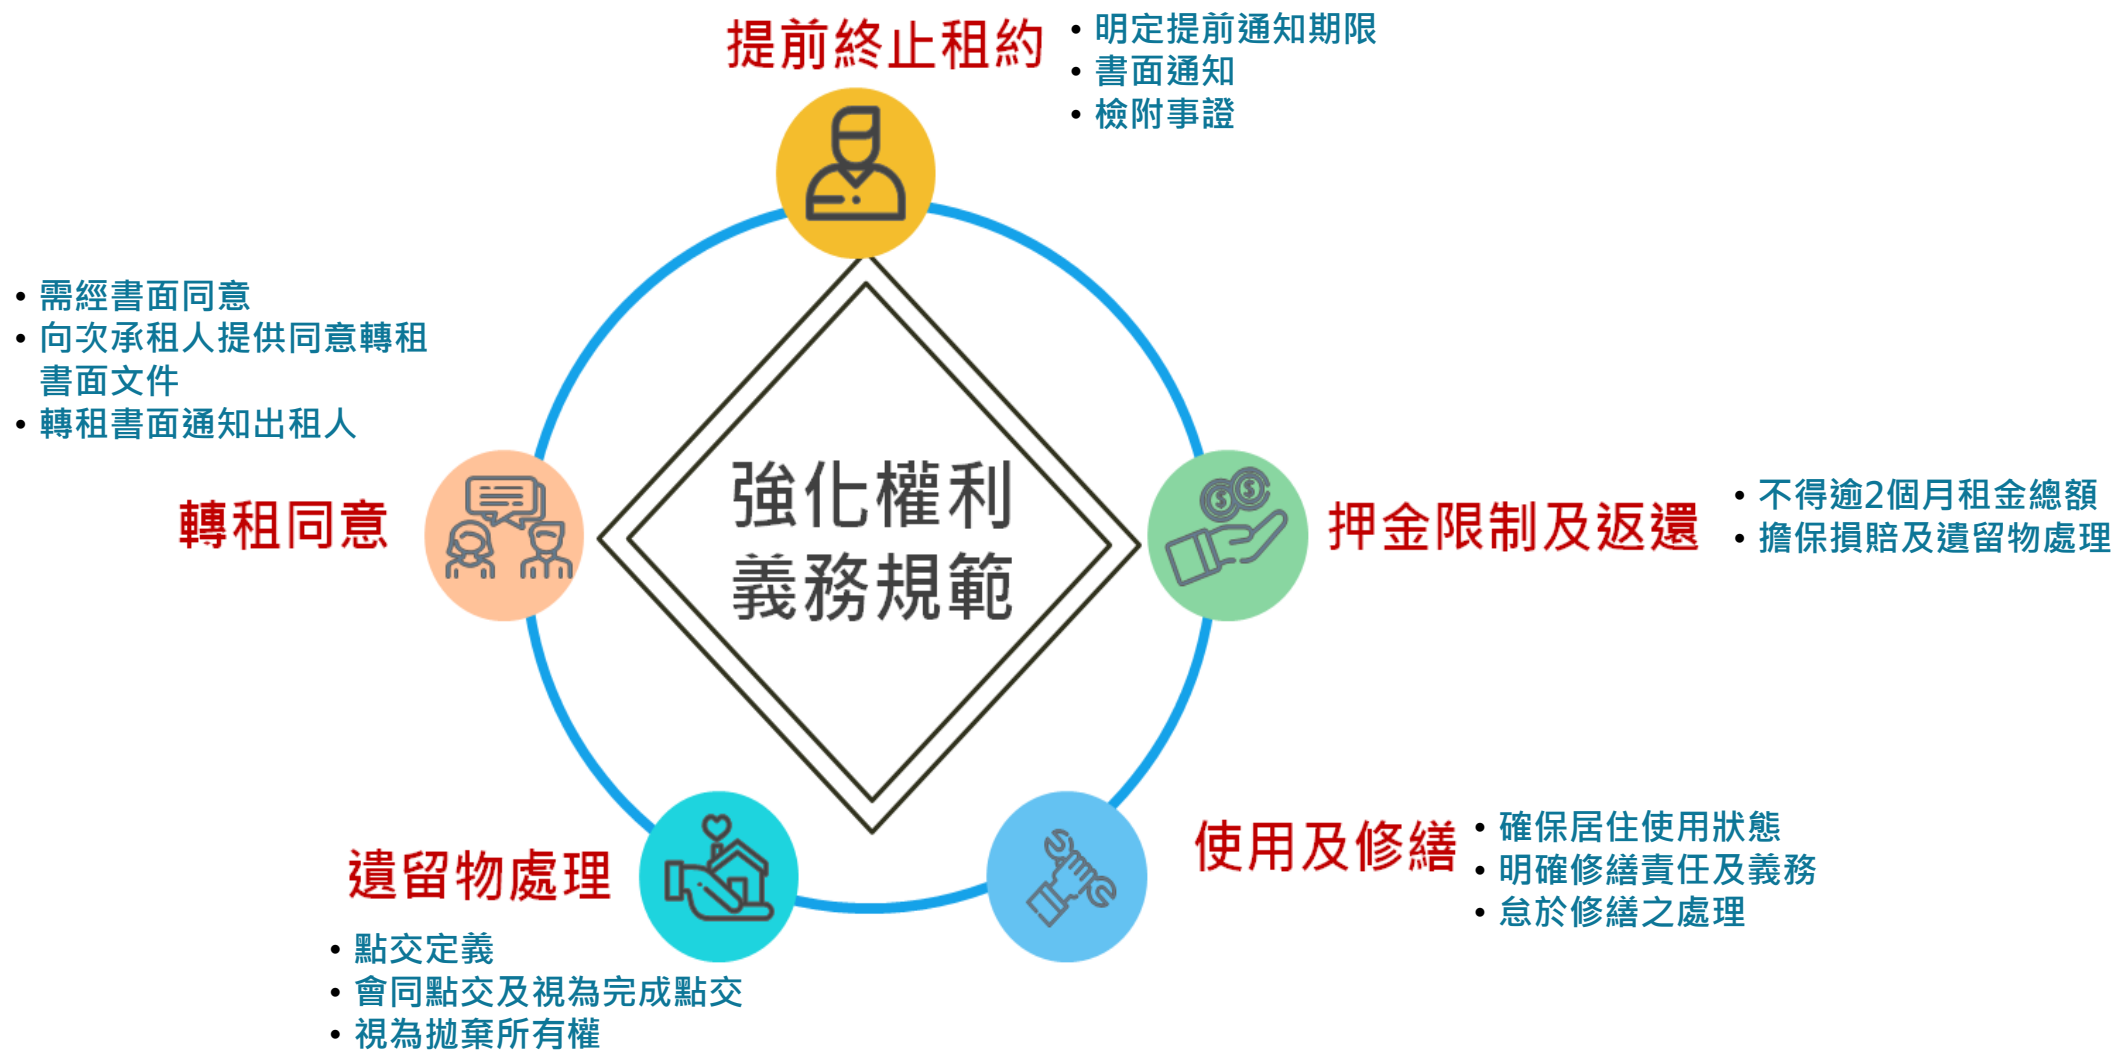 提前終止租約
• 明定提前通知期限
• 書面通知
• 檢附事證
• 需經書面同意
• 向次承租人提供同意轉租
書面文件
• 轉租書面通知出租人
轉租同意
強化權利
義務規範
押金限制及返還
• 不得逾2個月租金總額
• 擔保損賠及遺留物處理
使用及修繕
• 確保居住使用狀態
• 明確修繕責任及義務
• 怠於修繕之處理
遺留物處理
• 點交定義
• 會同點交及視為完成點交
• 視為拋棄所有權